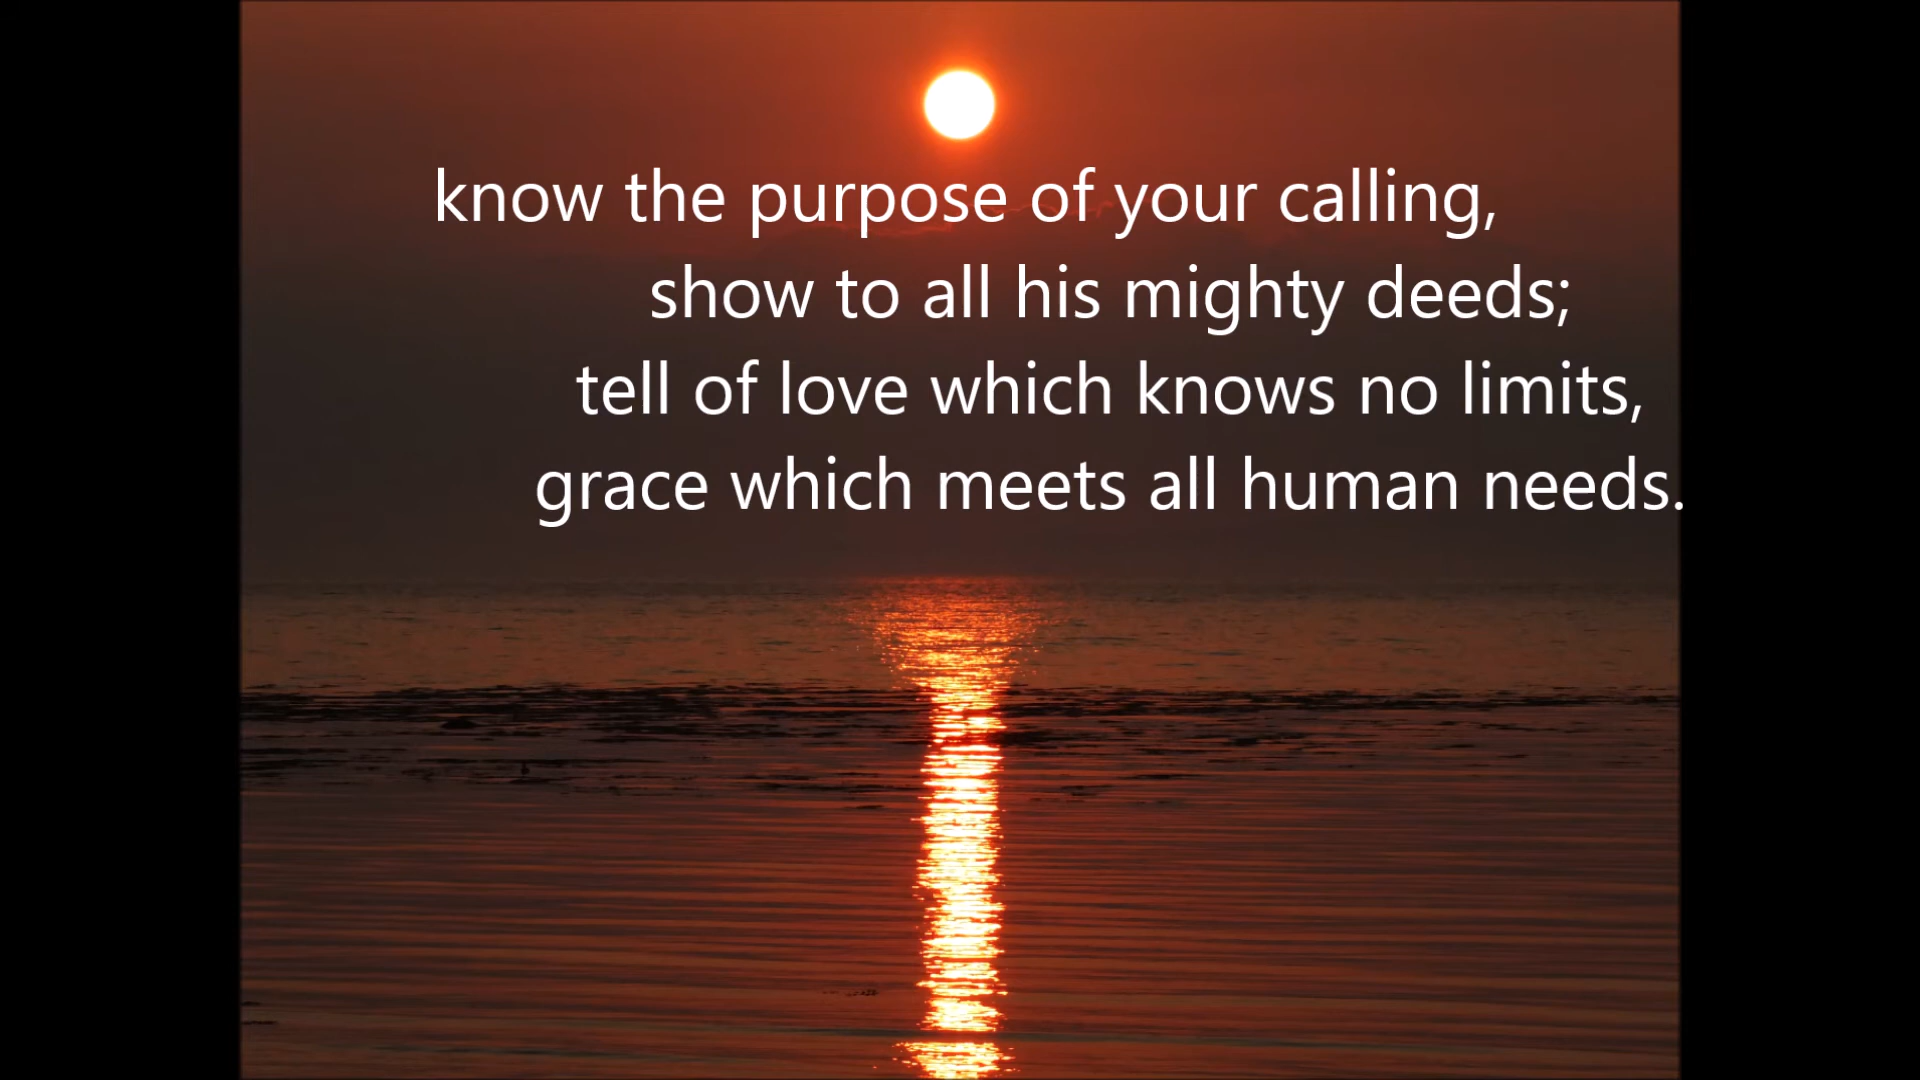 know the purpose of your calling,
show to all his mighty deeds;
tell of love which knows no limits,
grace which meets all human needs.